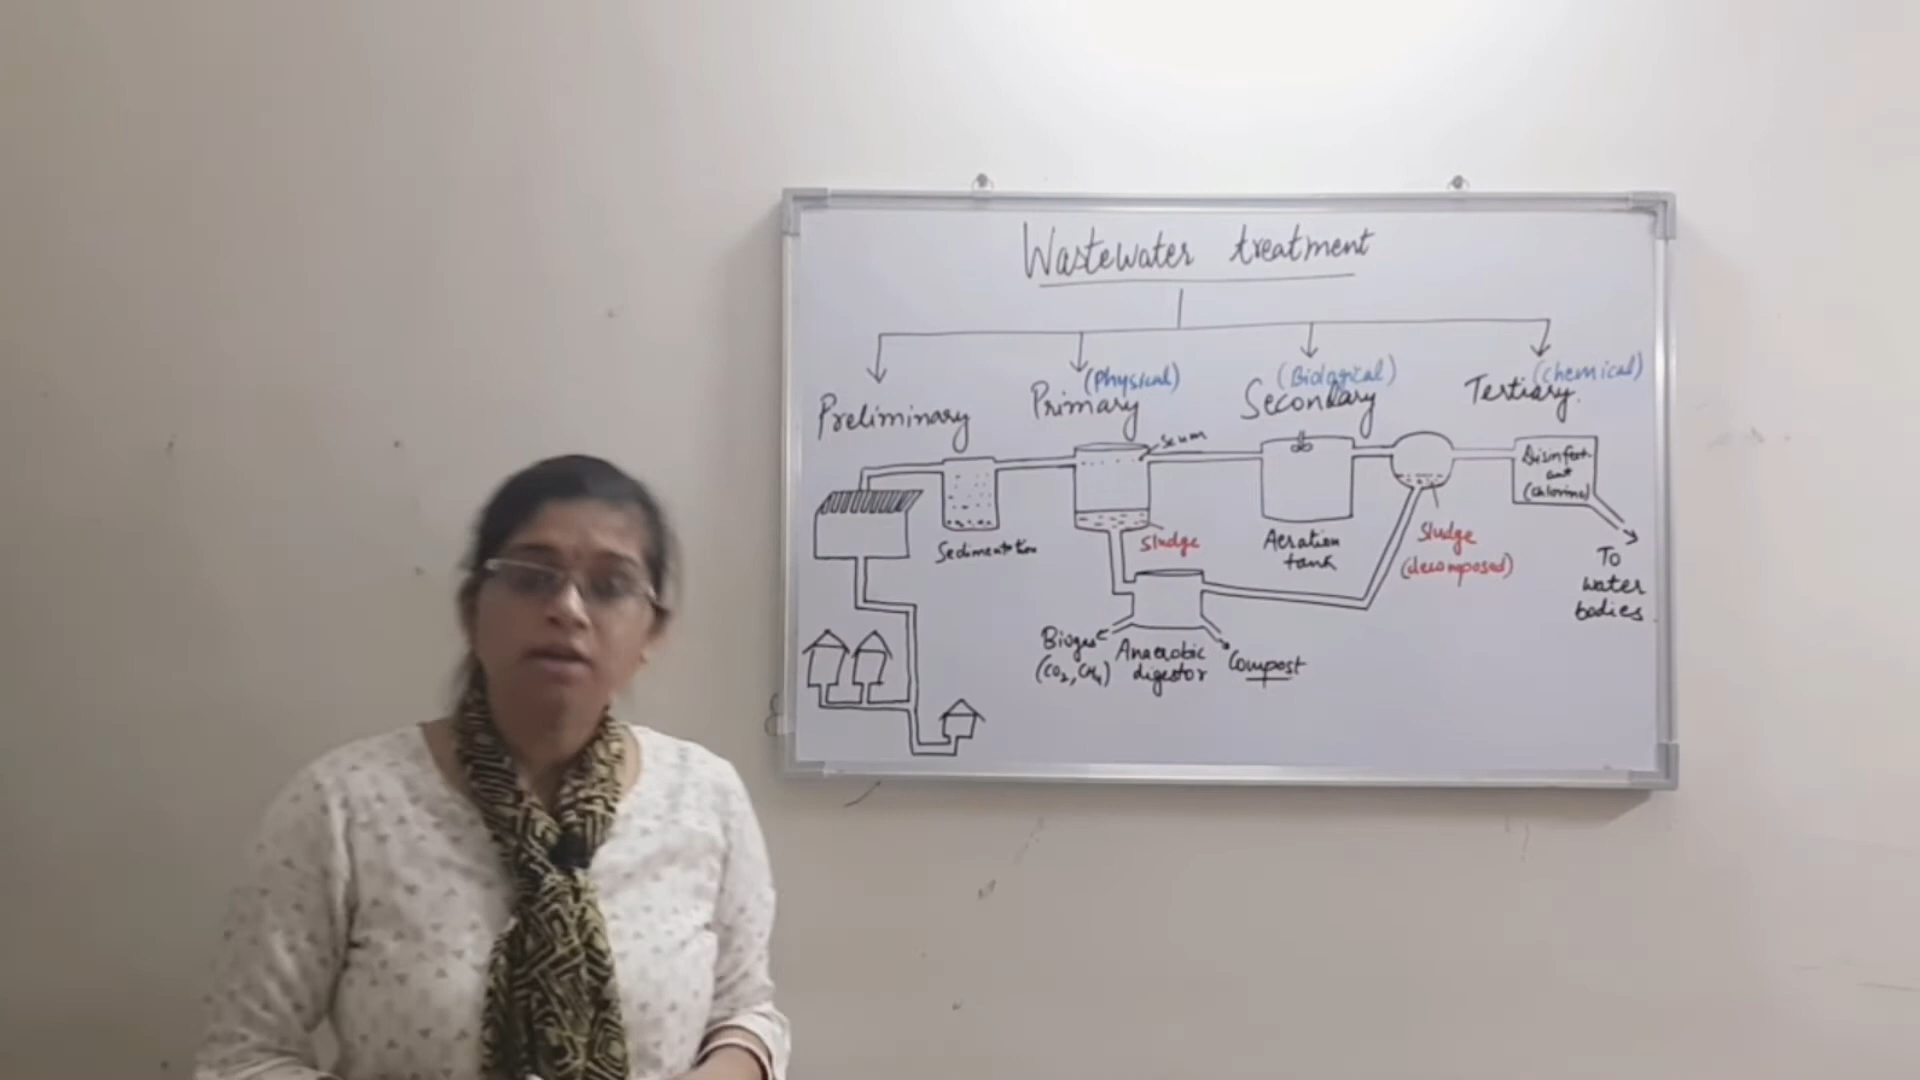 Wastewater treatment
Preliminary
(Physical)
Primary
(Biological)
Secondary
(chemical)
Tertiary.
Scum
Sedimentation
Sludge
Aeration
tank
Sludge
(decomposed)
Disinfect-
ant
(chlorine)
To
water
bodies
Biogas
(CO₂, CH₄)
Anaerobic
digestor
Compost